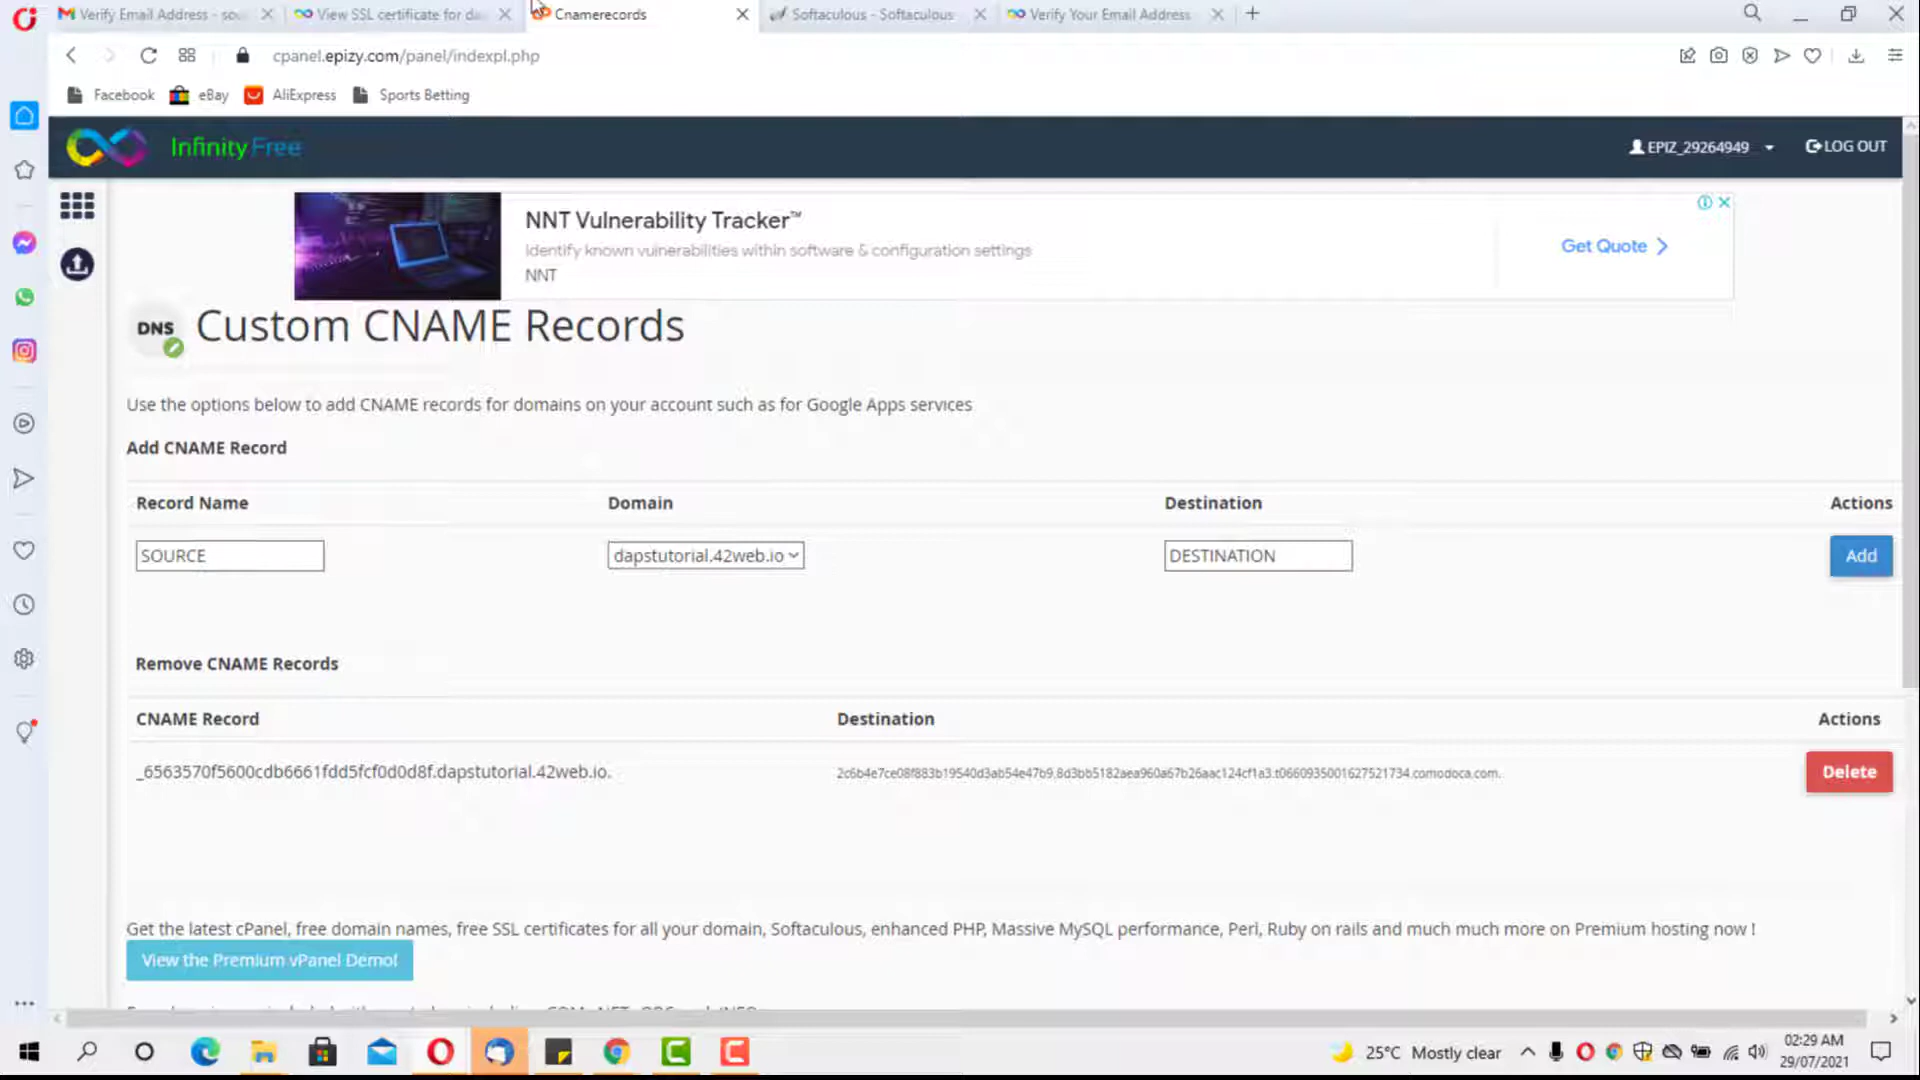 Verify Email Address - sou
View SSL certificate for da
Cnamerecords
Softaculous - Softaculous
Verify Your Email Address
cpanel.epizy.com/panel/indexpl.php
Facebook
eBay
AliExpress
Sports Betting
InfinityFree
EPIZ_29264949
LOG OUT
NNT Vulnerability Tracker™
Identify known vulnerabilities within software & configuration settings
NNT
Get Quote
DNS
Custom CNAME Records
Use the options below to add CNAME records for domains on your account such as for Google Apps services
Add CNAME Record
Record Name Domain Destination Actions
SOURCE dapstutorial.42web.io DESTINATION Add
Remove CNAME Records
CNAME Record Destination Actions
_6563570f5600cdb6661fdd5fcf0d0d8f.dapstutorial.42web.io. 2c6b4e7ce08f883b19540d3ab54e47b9.8d3bb5182aea960a67b26aac124cf1a3.t0660935001627521734.comodoca.com. Delete
Get the latest cPanel, free domain names, free SSL certificates for all your domain, Softaculous, enhanced PHP, Massive MySQL performance, Perl, Ruby on rails and much much more on Premium hosting now !
View the Premium vPanel Demo!
25°C Mostly clear
02:29 AM
29/07/2021